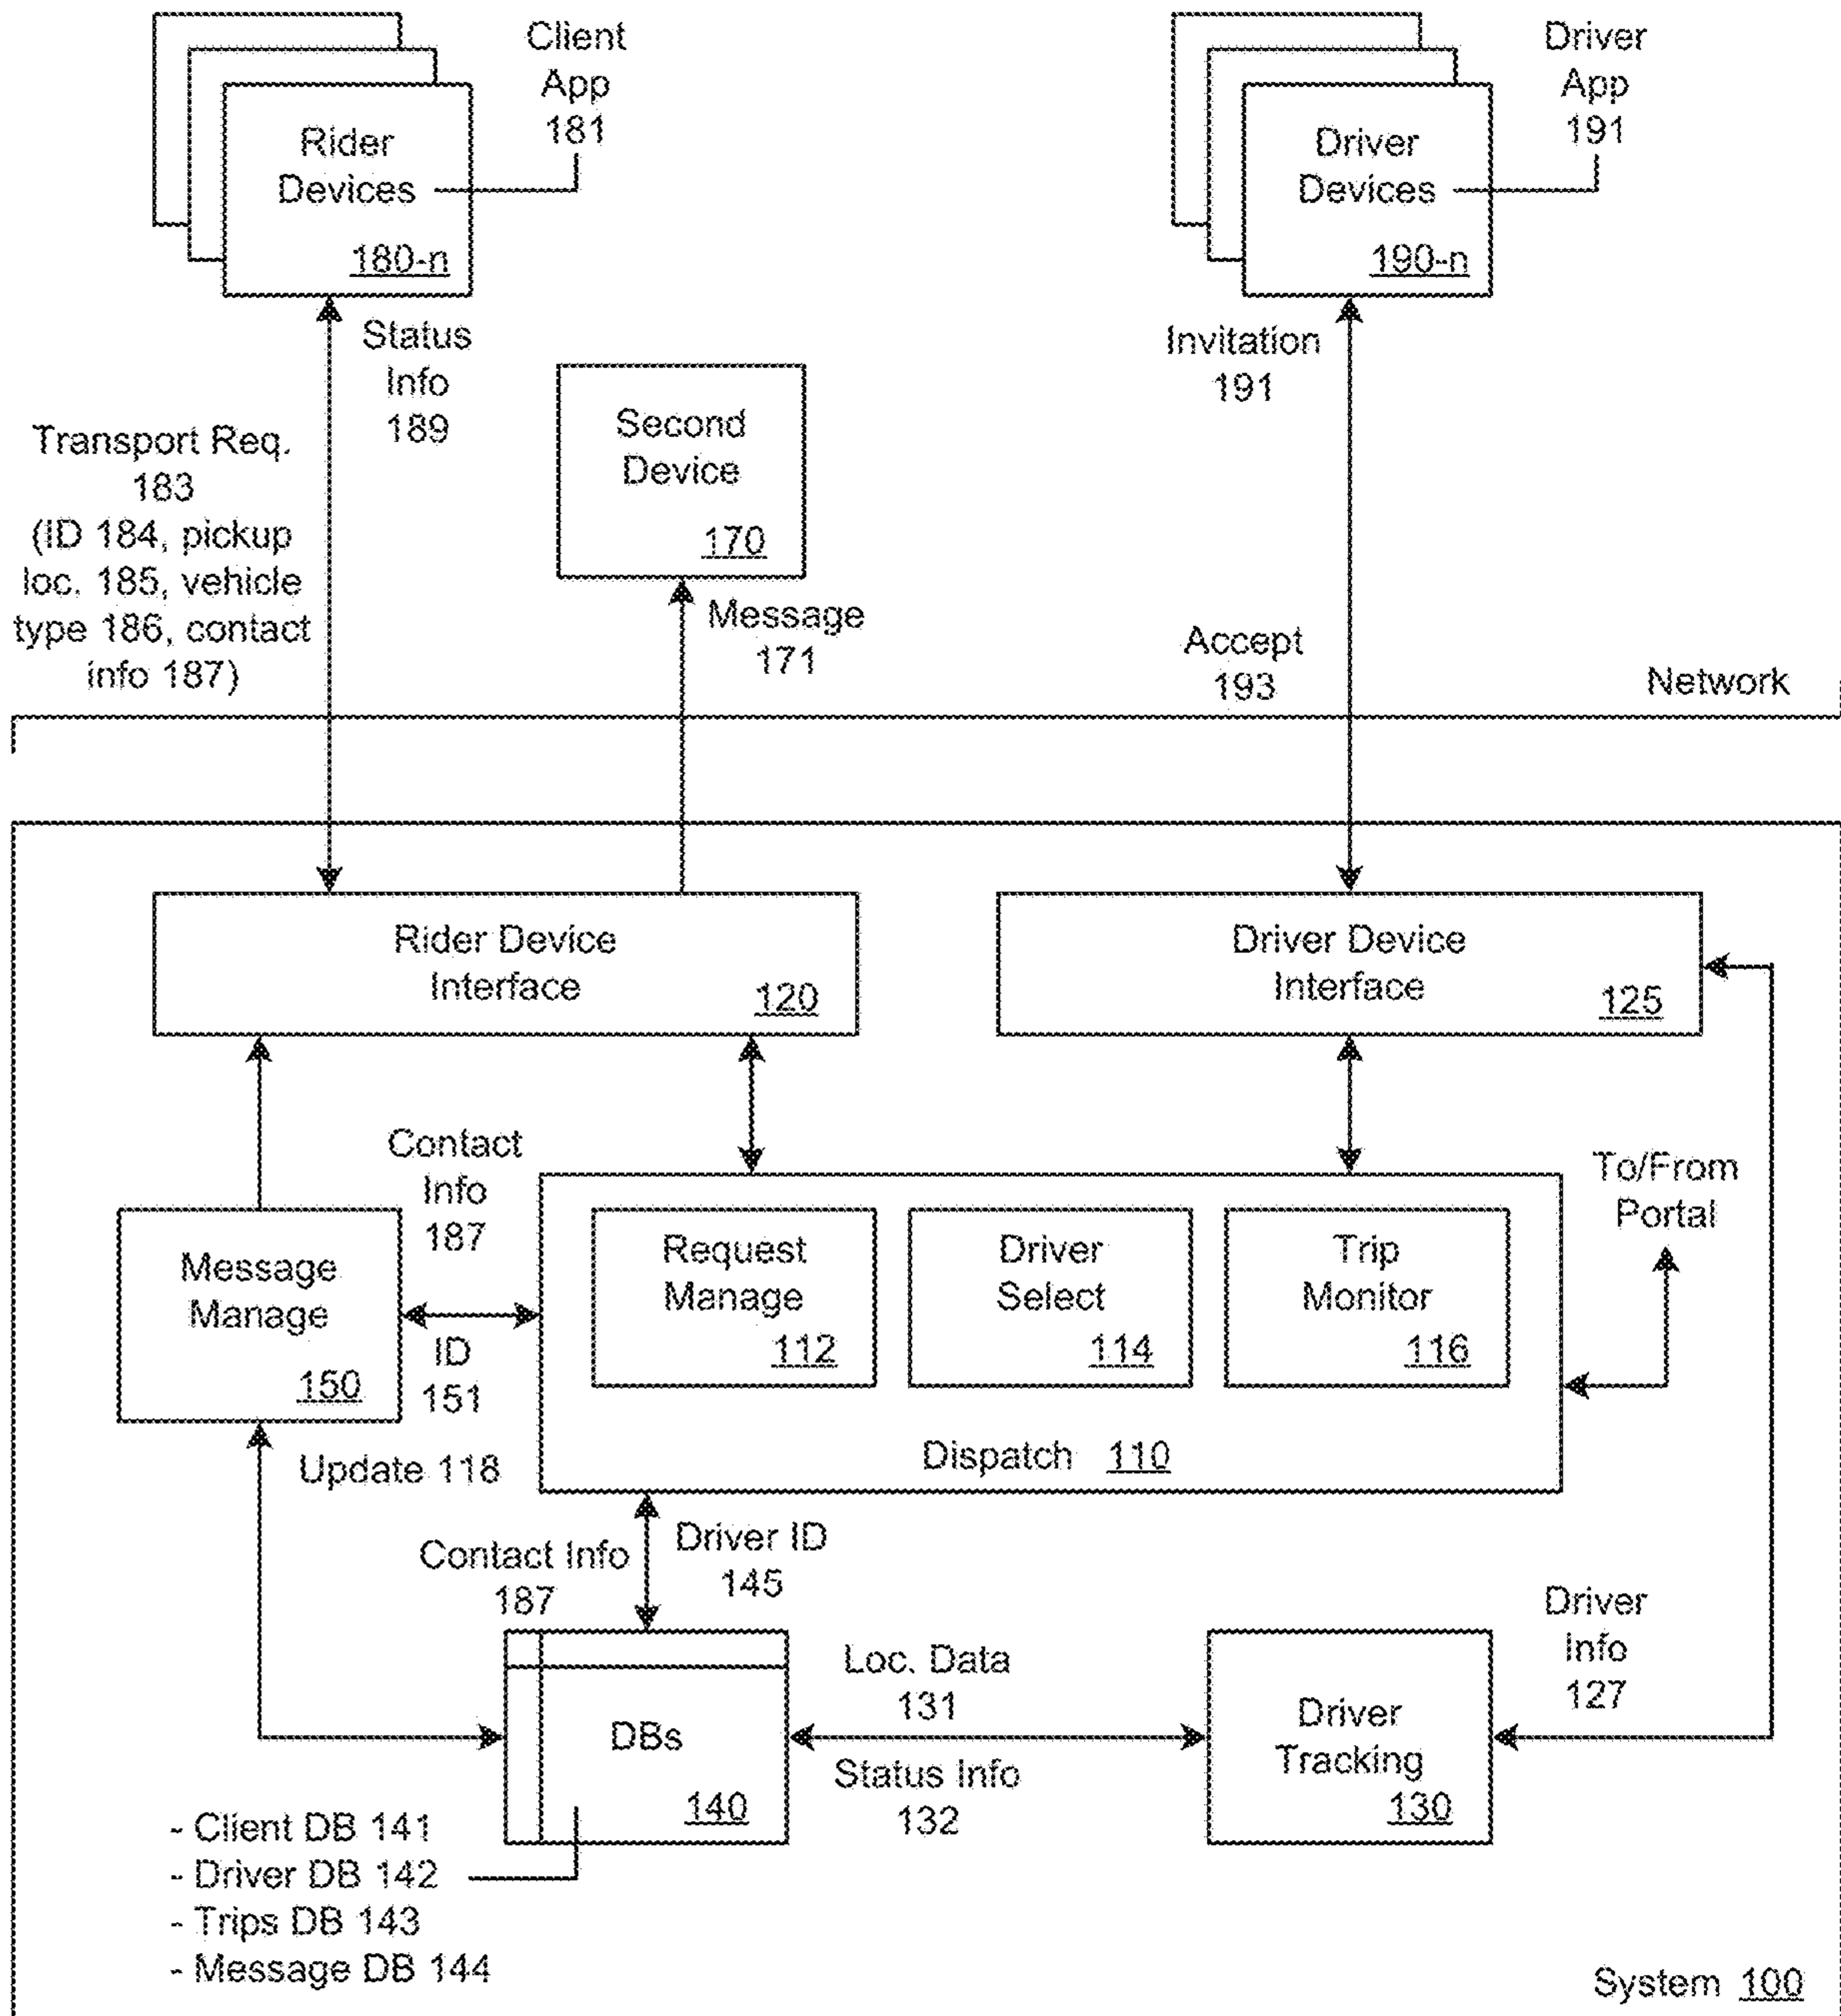 Client
App
181
Rider
Devices
180-n
Driver
App
191
Driver
Devices
190-n
Status
Info
189
Transport Req.
183
(ID 184, pickup
loc. 185, vehicle
type 186, contact
info 187)
Second
Device
170
Message
171
Invitation
191
Accept
193
Network
Rider Device
Interface
120
Driver Device
Interface
125
Contact
Info
187
Message
Manage
150
ID
151
Request
Manage
112
Driver
Select
114
Trip
Monitor
116
Dispatch 110
To/From
Portal
Update 118
Contact Info
187
Driver ID
145
DBs
140
Loc. Data
131
Status Info
132
Driver
Tracking
130
Driver
Info
127
- Client DB 141
- Driver DB 142
- Trips DB 143
- Message DB 144
System 100